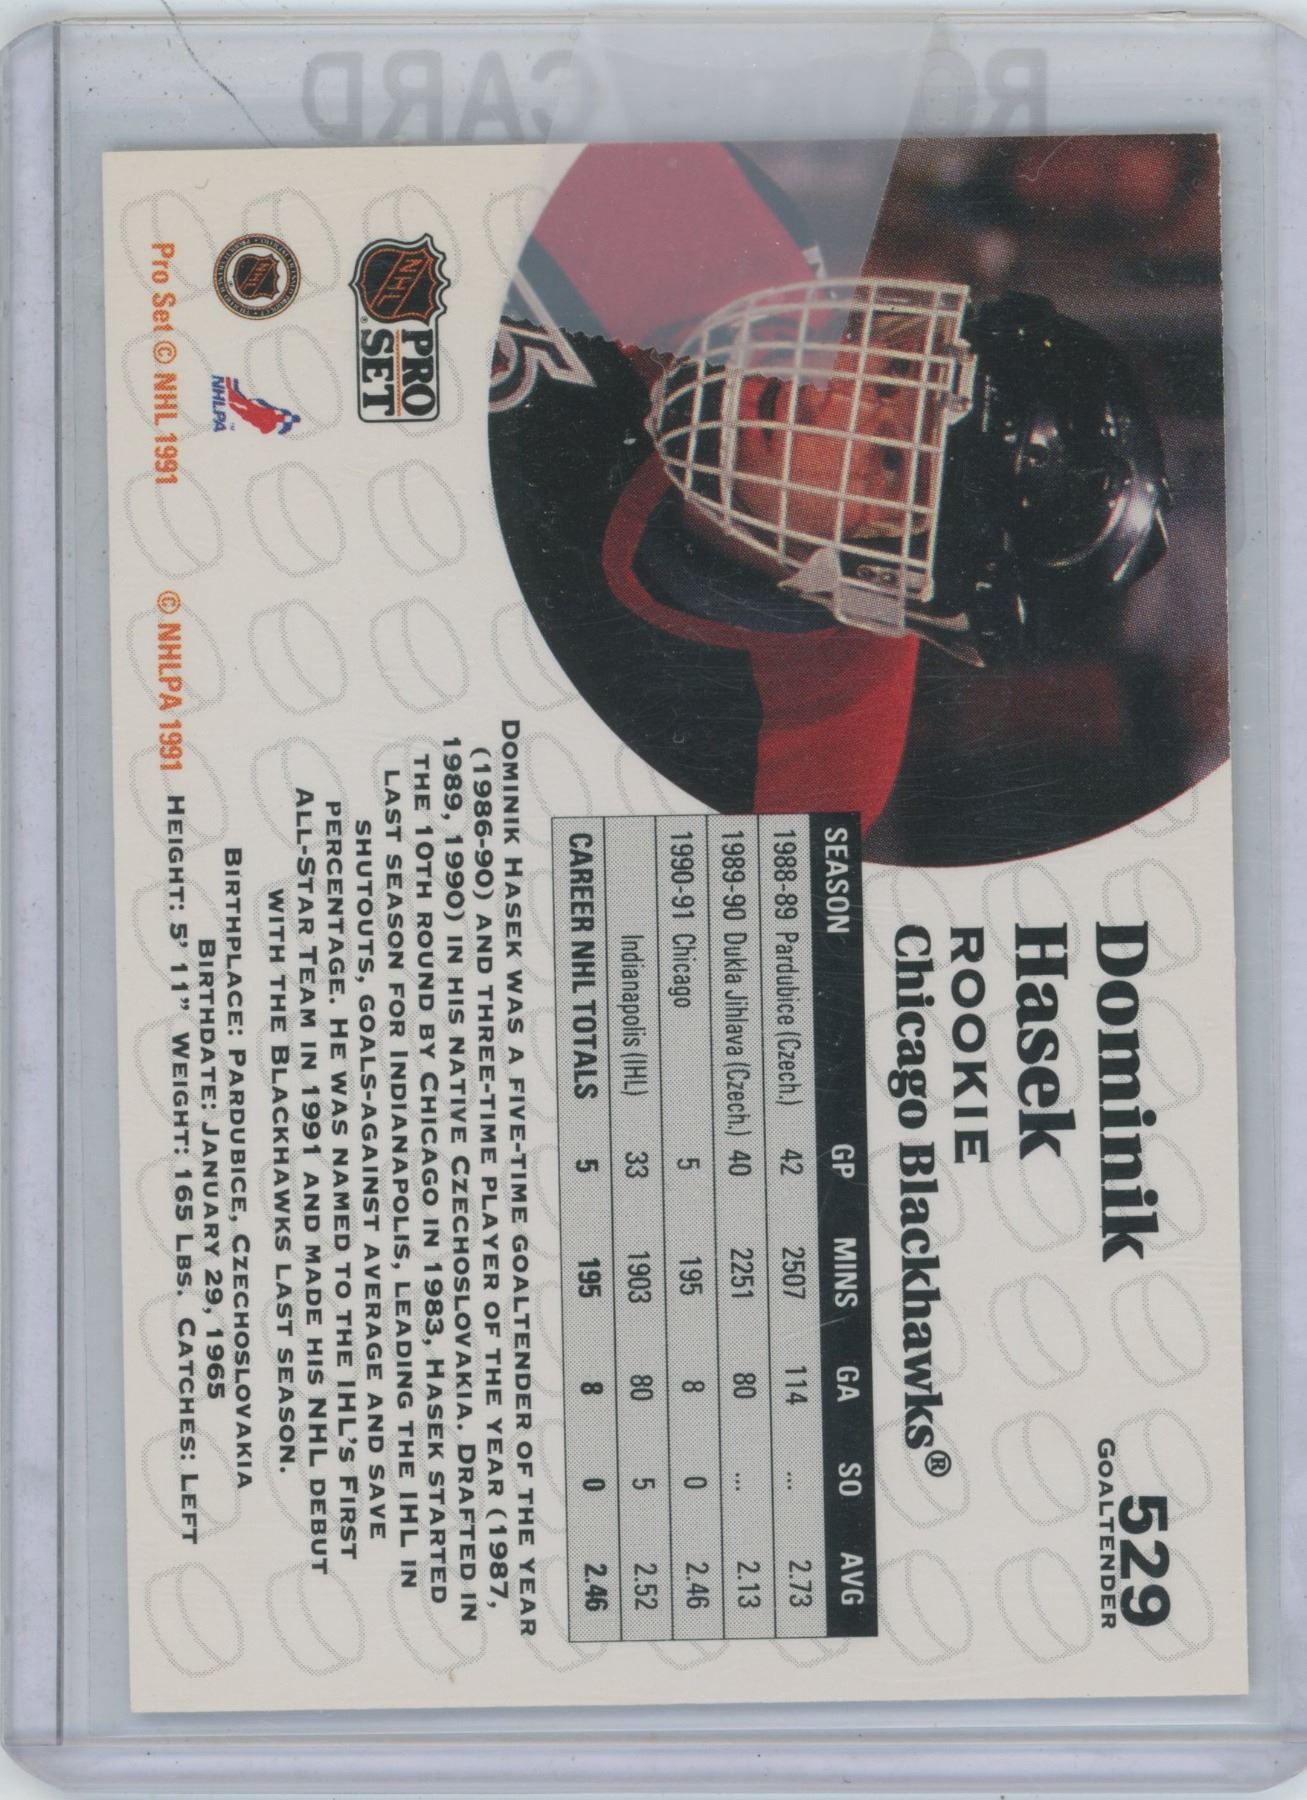 529
GOALTENDER
Dominik
Hasek
ROOKIE
Chicago Blackhawks®
SEASON GP MINS GA SO AVG
1988-89 Pardubice (Czech.) 42 2507 114 ... 2.73
1989-90 Dukla Jihlava (Czech.) 40 2251 80 ... 2.13
1990-91 Chicago 5 195 8 0 2.46
Indianapolis (IHL) 33 1903 80 5 2.52
CAREER NHL TOTALS 5 195 8 0 2.46
DOMINIK HASEK WAS A FIVE-TIME GOALTENDER OF THE YEAR
(1986-90) AND THREE-TIME PLAYER OF THE YEAR (1987,
1989, 1990) IN HIS NATIVE CZECHOSLOVAKIA. DRAFTED IN
THE 10TH ROUND BY CHICAGO IN 1983, HASEK STARTED
LAST SEASON FOR INDIANAPOLIS, LEADING THE IHL IN
SHUTOUTS, GOALS-AGAINST AVERAGE AND SAVE
PERCENTAGE. HE WAS NAMED TO THE IHL'S FIRST
ALL-STAR TEAM IN 1991 AND MADE HIS NHL DEBUT
WITH THE BLACKHAWKS LAST SEASON.
BIRTHPLACE: PARDUBICE, CZECHOSLOVAKIA
BIRTHDATE: JANUARY 29, 1965
HEIGHT: 5' 11" WEIGHT: 165 LBS. CATCHES: LEFT
NHL
PRO
SET
NHL
NHLPA™
Pro Set © NHL 1991 © NHLPA 1991
CARD